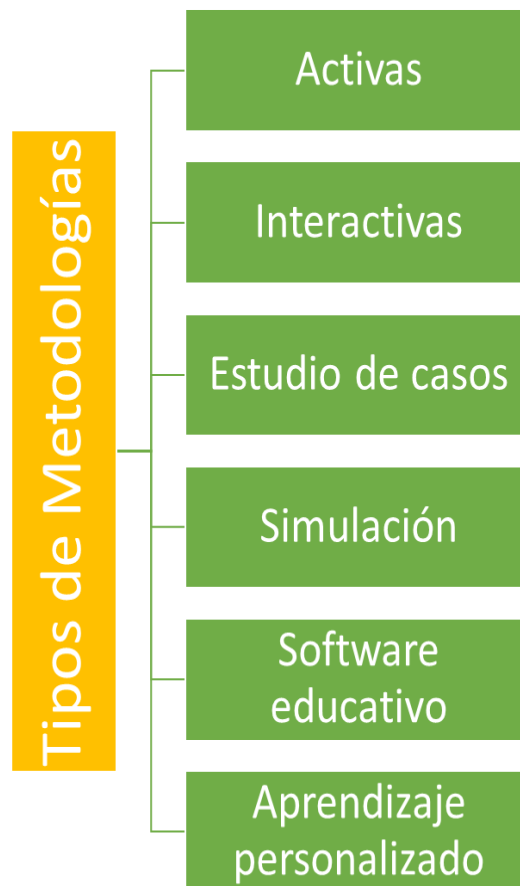 Tipos de Metodologías
Activas
Interactivas
Estudio de casos
Simulación
Software
educativo
Aprendizaje
personalizado